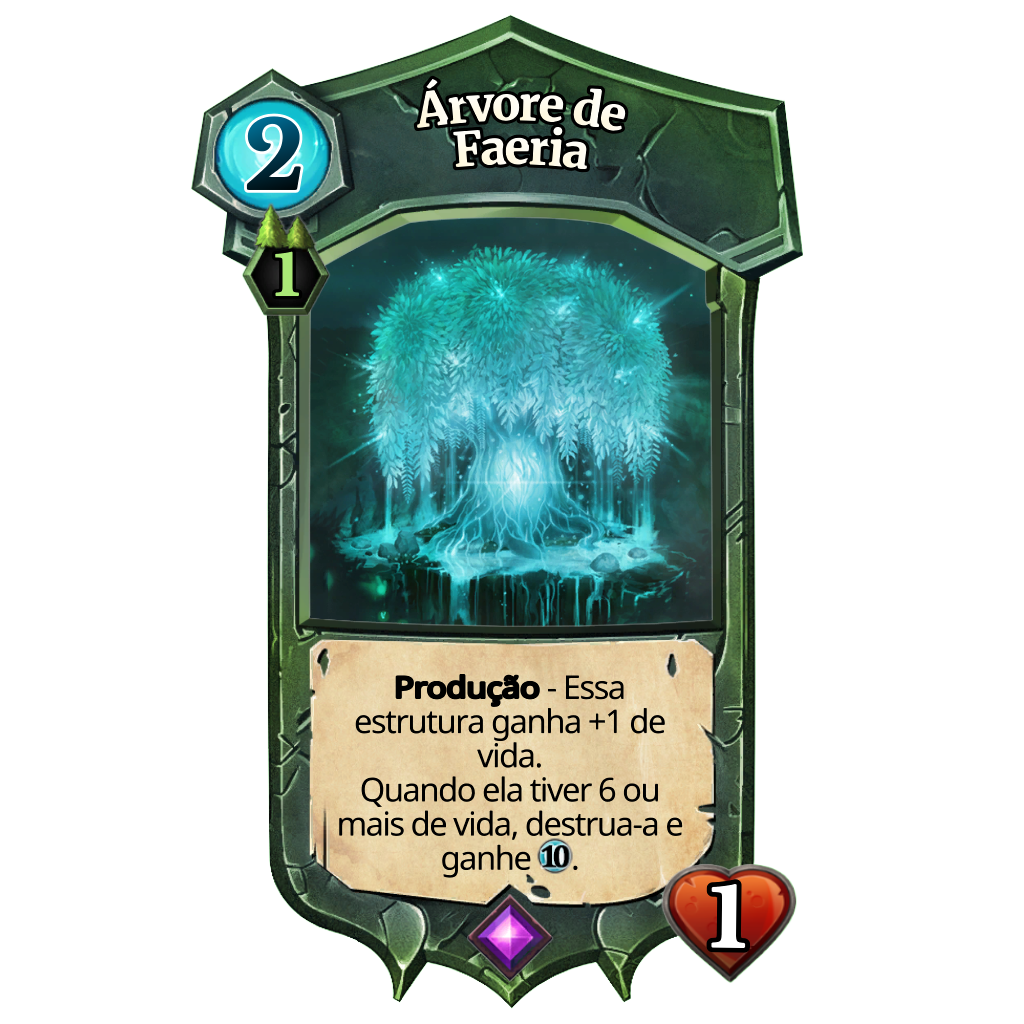 2
Árvore de
Faeria
1
Produção - Essa
estrutura ganha +1 de
vida.
Quando ela tiver 6 ou
mais de vida, destrua-a e
ganhe 10.
1